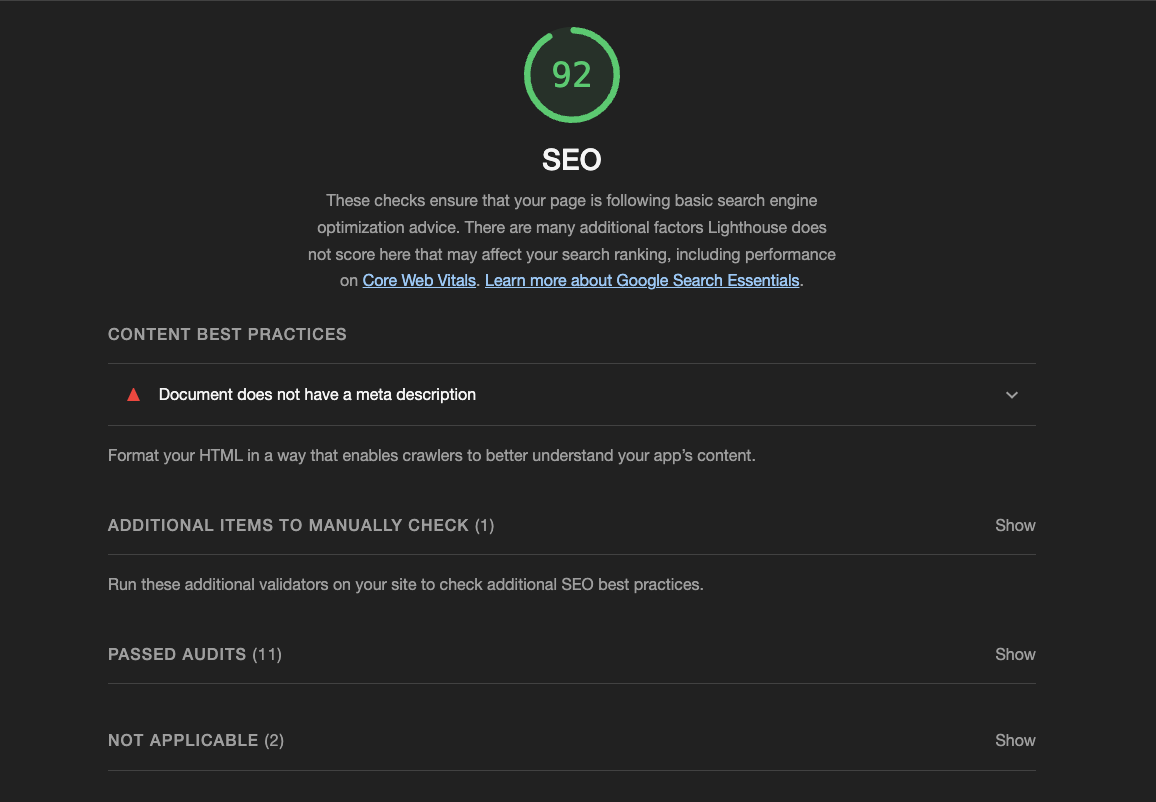 92
SEO
These checks ensure that your page is following basic search engine
optimization advice. There are many additional factors Lighthouse does
not score here that may affect your search ranking, including performance
on Core Web Vitals. Learn more about Google Search Essentials.
CONTENT BEST PRACTICES
Document does not have a meta description
Format your HTML in a way that enables crawlers to better understand your app’s content.
ADDITIONAL ITEMS TO MANUALLY CHECK (1) Show
Run these additional validators on your site to check additional SEO best practices.
PASSED AUDITS (11) Show
NOT APPLICABLE (2) Show